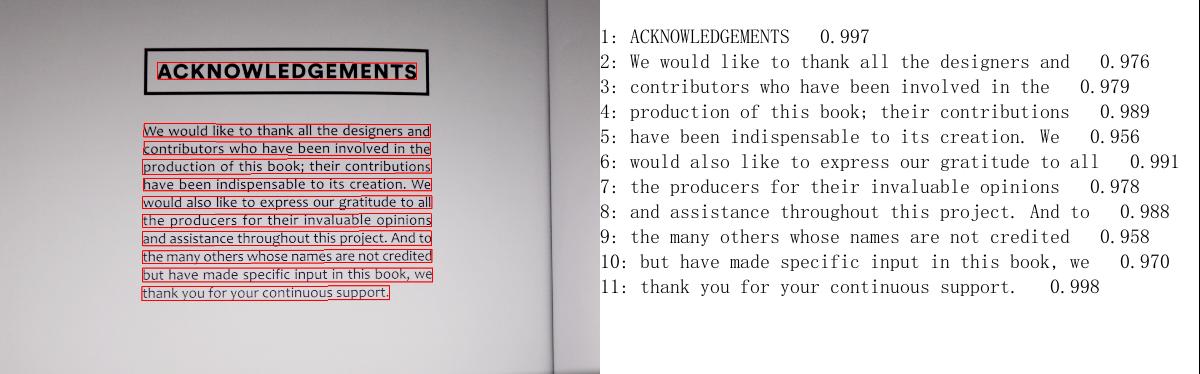 ACKNOWLEDGEMENTS
We would like to thank all the designers and
contributors who have been involved in the
production of this book; their contributions
have been indispensable to its creation. We
would also like to express our gratitude to all
the producers for their invaluable opinions
and assistance throughout this project. And to
the many others whose names are not credited
but have made specific input in this book, we
thank you for your continuous support.
1: ACKNOWLEDGEMENTS 0.997
2: We would like to thank all the designers and 0.976
3: contributors who have been involved in the 0.979
4: production of this book; their contributions 0.989
5: have been indispensable to its creation. We 0.956
6: would also like to express our gratitude to all 0.991
7: the producers for their invaluable opinions 0.978
8: and assistance throughout this project. And to 0.988
9: the many others whose names are not credited 0.958
10: but have made specific input in this book, we 0.970
11: thank you for your continuous support. 0.998